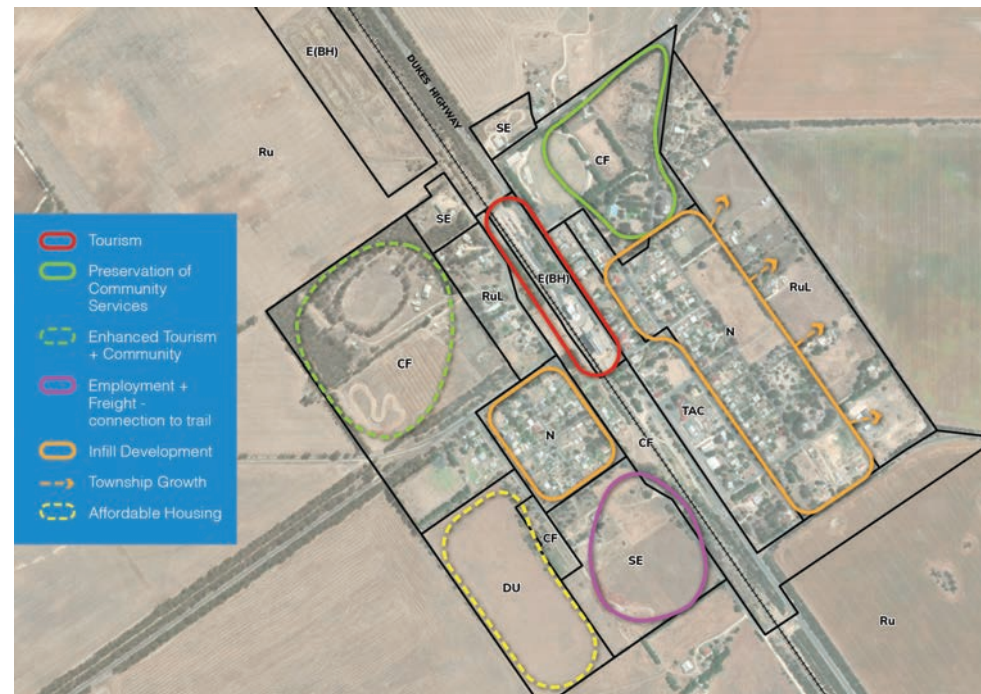 E(BH)
DUKES HIGHWAY
Ru
SE
CF
SE
E(BH)
RuL
RuL
N
CF
TAC
N
CF
CF
SE
DU
Ru
Tourism
Preservation of
Community
Services
Enhanced Tourism
+ Community
Employment +
Freight -
connection to trail
Infill Development
Township Growth
Affordable Housing